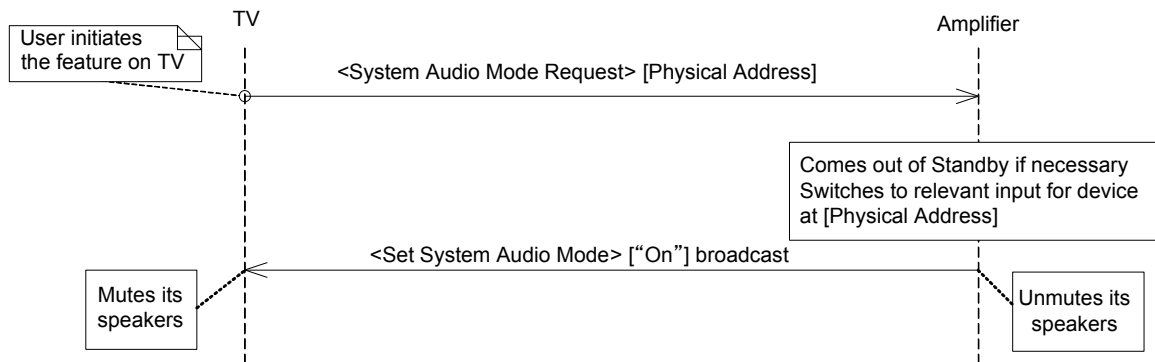 TV
Amplifier
User initiates
the feature on TV
<System Audio Mode Request> [Physical Address]
Comes out of Standby if necessary
Switches to relevant input for device
at [Physical Address]
<Set System Audio Mode> [“On”] broadcast
Mutes its
speakers
Unmutes its
speakers